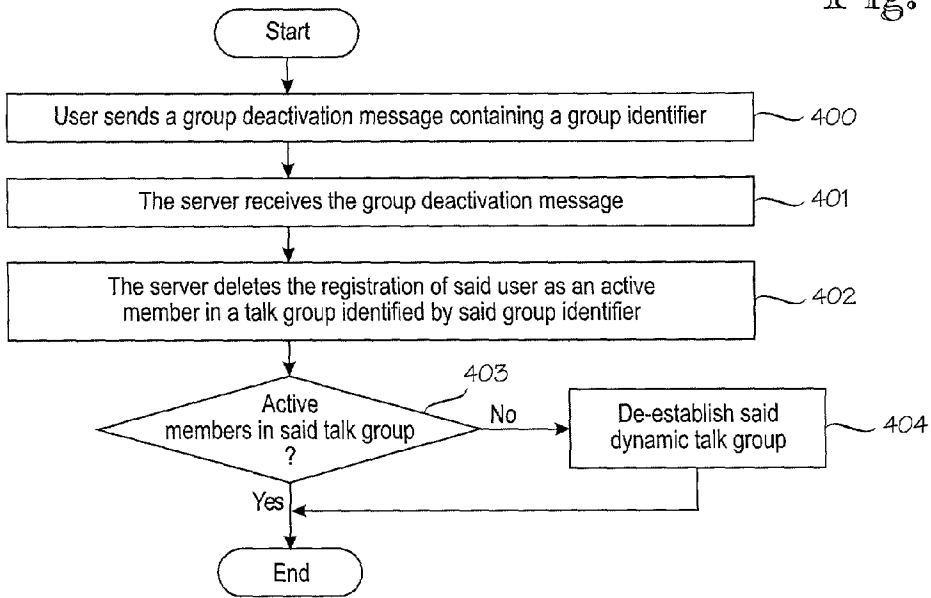 Fig.
Start
User sends a group deactivation message containing a group identifier
400
The server receives the group deactivation message
401
The server deletes the registration of said user as an active
member in a talk group identified by said group identifier
402
403
Active
members in said talk group
?
No
De-establish said
dynamic talk group
404
Yes
End